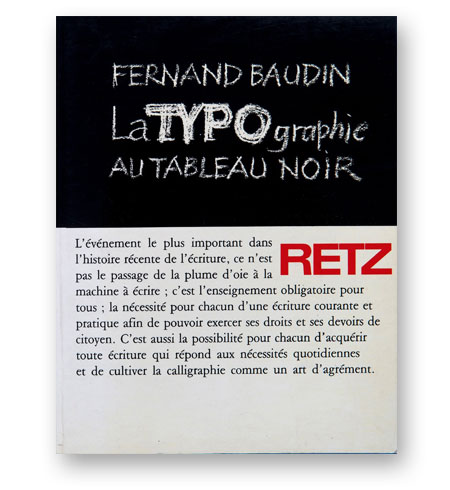 FERNAND BAUDIN
La TYPOgraphie
AU TABLEAU NOIR
L'événement le plus important dans
l'histoire récente de l'écriture, ce n'est
pas le passage de la plume d'oie à la
machine à écrire ; c'est l'enseignement obligatoire pour
tous ; la nécessité pour chacun d'une écriture courante et
pratique afin de pouvoir exercer ses droits et ses devoirs de
citoyen. C'est aussi la possibilité pour chacun d'acquérir
toute écriture qui répond aux nécessités quotidiennes
et de cultiver la calligraphie comme un art d'agrément.
RETZ